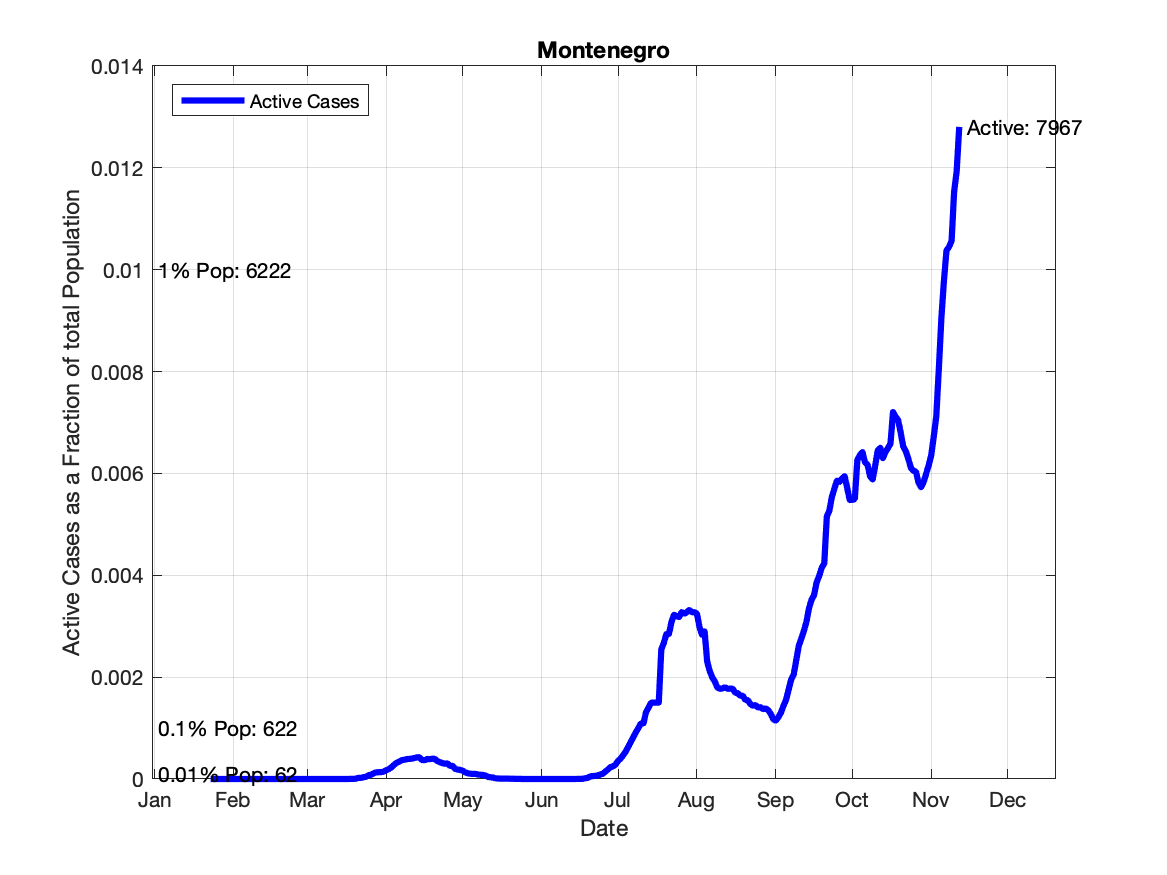 Montenegro
Active Cases
Active: 7967
0.014
0.012
0.01
0.008
0.006
0.004
0.002
0
1% Pop: 6222
0.1% Pop: 622
0.01% Pop: 62
Active Cases as a Fraction of total Population
Jan Feb Mar Apr May Jun Jul Aug Sep Oct Nov Dec
Date